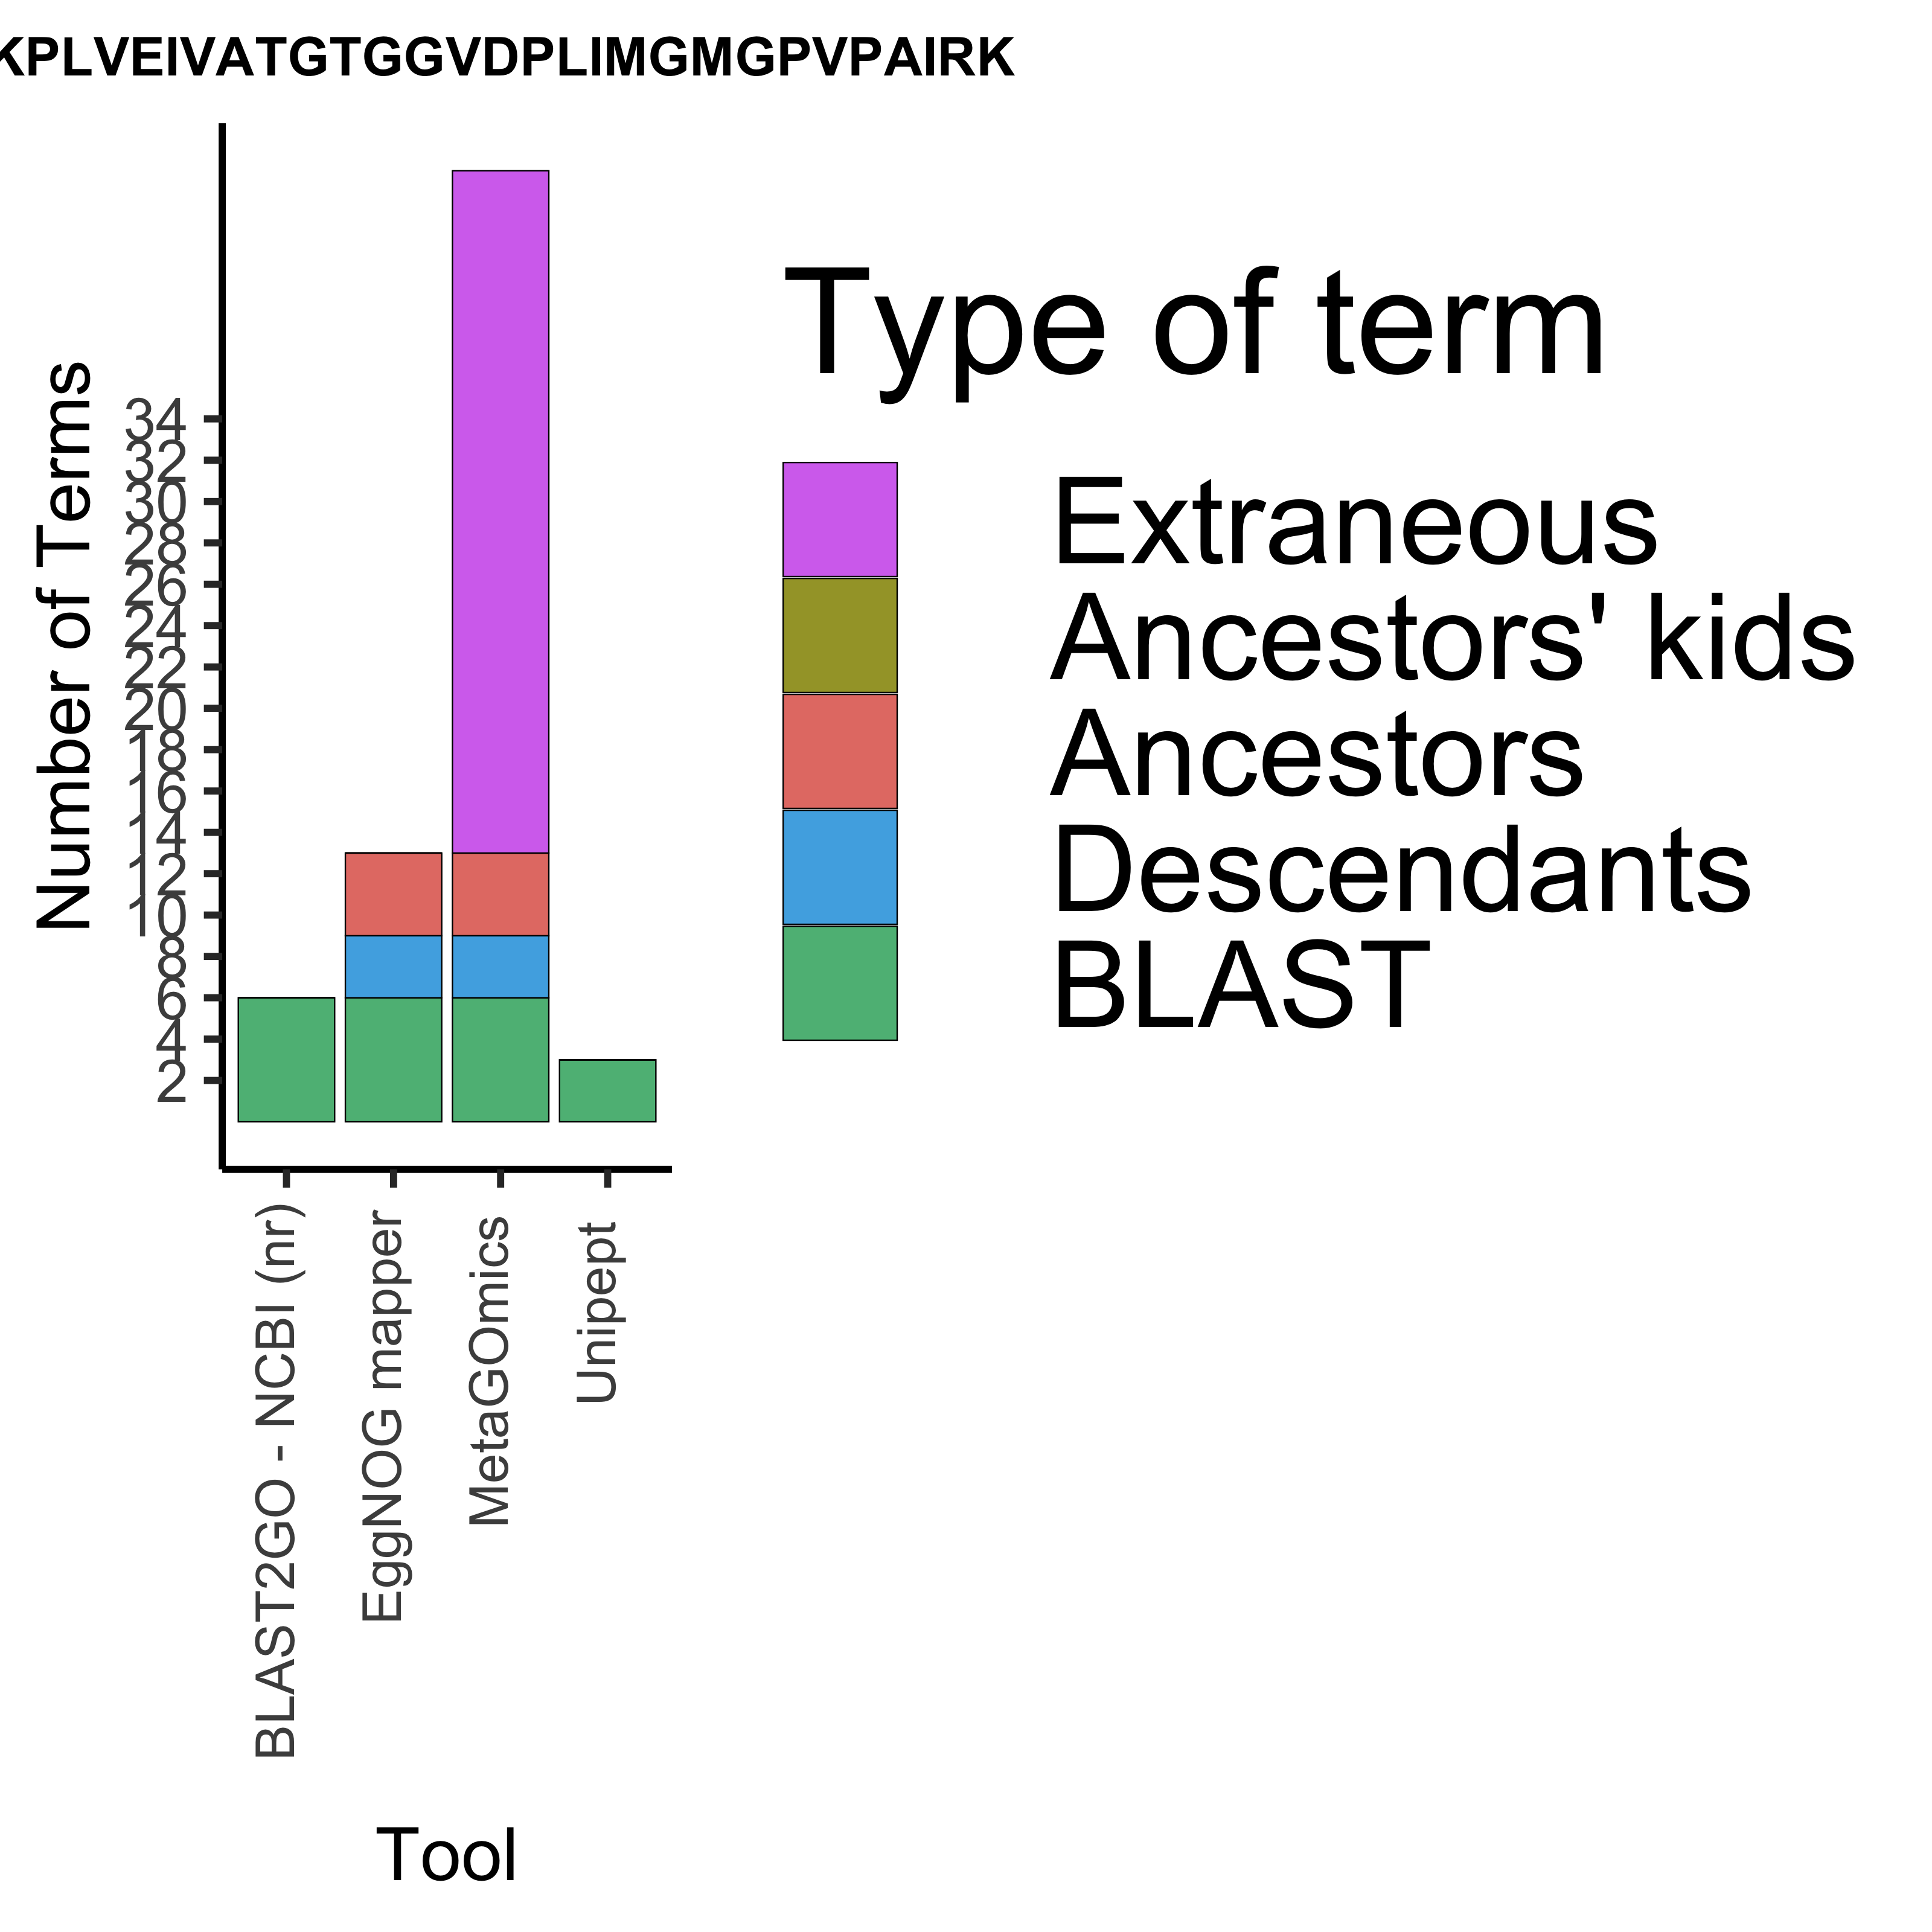 KPLVEIVATGTGGVDPLIMGMGPVPAIRK
Number of Terms
34
32
30
28
26
24
22
20
18
16
14
12
10
8
6
4
2
BLAST2GO - NCBI (nr)
EggNOG mapper
MetaGOmics
Unipept
Tool
Type of term
Extraneous
Ancestors' kids
Ancestors
Descendants
BLAST